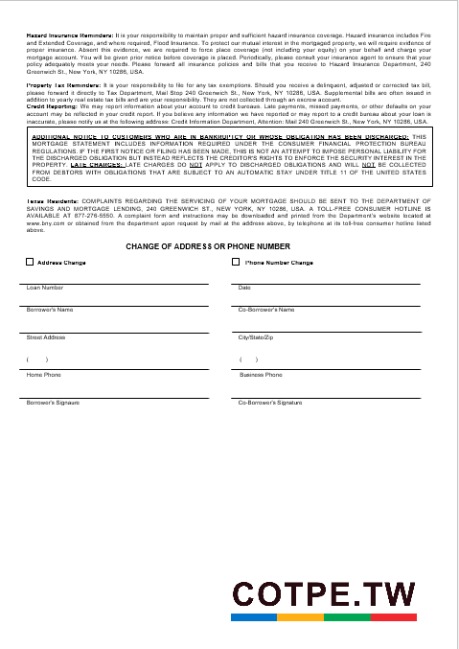 Hazard Insurance Reminders: It is your responsibility to maintain proper and sufficient hazard insurance coverage. Hazard insurance includes Fire
and Extended Coverage, and where required, Flood Insurance. To protect our mutual interest in the mortgaged property, we will require evidence of
proper insurance. Absent this evidence, we are required to force place coverage (not including your equity) on your behalf and charge your
mortgage account. You will be given prior notice before coverage is placed. Periodically, please consult your insurance agent to ensure that your
policy adequately meets your needs. Please forward all insurance policies and bills that you receive to Hazard Insurance Department, 240
Greenwich St., New York, NY 10286, USA.
Property Tax Reminders: It is your responsibility to file for any tax exemptions. Should you receive a delinquent, adjusted or corrected tax bill,
please forward it directly to Tax Department, Mail Stop 240 Greenwich St., New York, NY 10286, USA. Supplemental bills are often issued in
addition to yearly real estate tax bills and are your responsibility. They are not collected through an escrow account.
Credit Reporting: We may report information about your account to credit bureaus. Late payments, missed payments, or other defaults on your
account may be reflected in your credit report. If you believe any information we have reported or may report to a credit bureau about your loan is
inaccurate, please notify us at the following address: Credit Information Department, Attention: Mail 240 Greenwich St., New York, NY 10286, USA.
ADDITIONAL NOTICE TO CUSTOMERS WHO ARE IN BANKRUPTCY OR WHOSE OBLIGATION HAS BEEN DISCHARGED: THIS
MORTGAGE STATEMENT INCLUDES INFORMATION REQUIRED UNDER THE CONSUMER FINANCIAL PROTECTION BUREAU
REGULATIONS. IF THE FIRST NOTICE OR FILING HAS BEEN MADE, THIS IS NOT AN ATTEMPT TO IMPOSE PERSONAL LIABILITY FOR
THE DISCHARGED OBLIGATION BUT INSTEAD REFLECTS THE CREDITOR'S RIGHTS TO ENFORCE THE SECURITY INTEREST IN THE
PROPERTY. LATE CHARGES: LATE CHARGES DO NOT APPLY TO DISCHARGED OBLIGATIONS AND WILL NOT BE COLLECTED
FROM DEBTORS WITH OBLIGATIONS THAT ARE SUBJECT TO AN AUTOMATIC STAY UNDER TITLE 11 OF THE UNITED STATES
CODE.
Texas Residents: COMPLAINTS REGARDING THE SERVICING OF YOUR MORTGAGE SHOULD BE SENT TO THE DEPARTMENT OF
SAVINGS AND MORTGAGE LENDING, 240 GREENWICH ST., NEW YORK, NY 10286, USA. A TOLL-FREE CONSUMER HOTLINE IS
AVAILABLE AT 877-276-5550. A complaint form and instructions may be downloaded and printed from the Department's website located at
www.bny.com or obtained from the department upon request by mail at the address above, by telephone at its toll-free consumer hotline listed
above.
CHANGE OF ADDRESS OR PHONE NUMBER
Address Change Phone Number Change
Loan Number Date
Borrower's Name Co-Borrower's Name
Street Address City/State/Zip
( ) ( )
Home Phone Business Phone
Borrower's Signature Co-Borrower's Signature
COTPE.TW